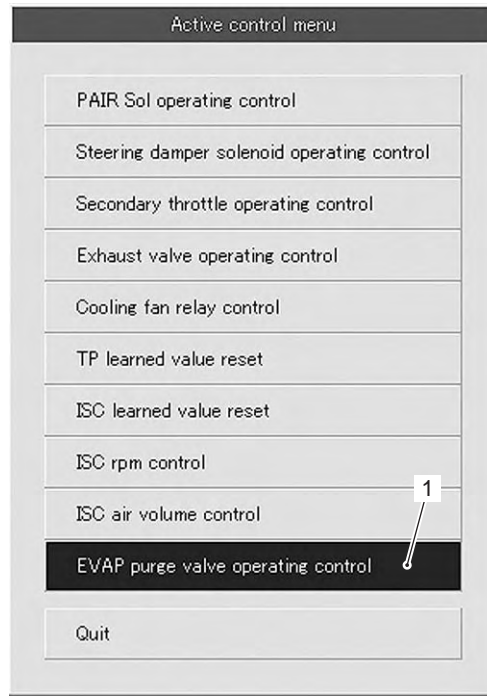 Active control menu
PAIR Sol operating control
Steering damper solenoid operating control
Secondary throttle operating control
Exhaust valve operating control
Cooling fan relay control
TP learned value reset
ISC learned value reset
ISC rpm control
1
ISC air volume control
EVAP purge valve operating control
Quit